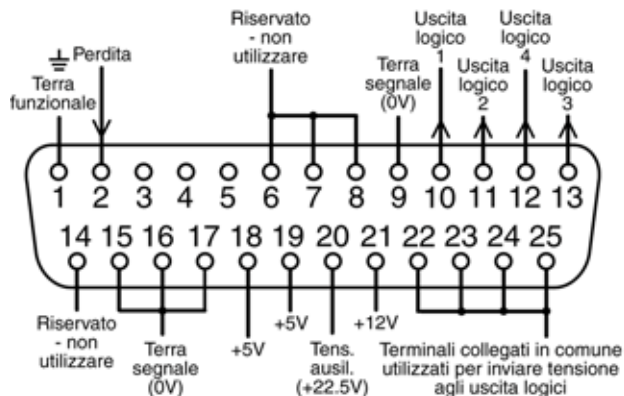 Riservato
- non
utilizzare
Uscita
logico
1
Uscita
logico
4
Perdita
Terra
funzionale
Terra
segnale
(0V)
Uscita
logico
2
Uscita
logico
3
1 2 3 4 5 6 7 8 9 10 11 12 13
14 15 16 17 18 19 20 21 22 23 24 25
Riservato
- non
utilizzare
Terra
segnale
(0V)
+5V
+5V
Tens.
ausil.
(+22.5V)
+12V
Terminali collegati in comune
utilizzati per inviare tensione
agli uscita logici